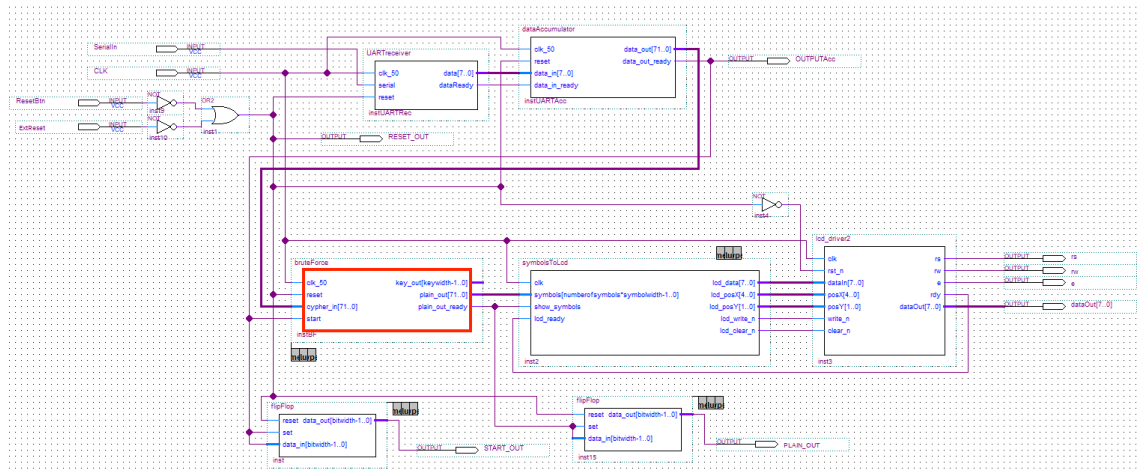 dataAccumulator
SerialIn
INPUT
VCC
clk_50
data_out[71..0]
reset
data_out_ready
data_in[7..0]
data_in_ready
instUARTAcc
OUTPUT
OUTPUTAcc
UARTreceiver
CLK
INPUT
VCC
clk_50
data[7..0]
serial
dataReady
reset
instUARTRec
ResetBtn
INPUT
VCC
NOT
inst9
OR2
inst1
ExtReset
INPUT
VCC
NOT
inst10
OUTPUT
RESET_OUT
NOT
inst4
bruteForce
clk_50
key_out[keywidth-1..0]
reset
plain_out[71..0]
cypher_in[71..0]
plain_out_ready
start
instBF
symbolsToLcd
clk
lcd_data[7..0]
symbols[numberofsymbols*symbolwidth-1..0]
lcd_posX[4..0]
show_symbols
lcd_posY[1..0]
lcd_ready
lcd_write_n
lcd_clear_n
inst2
lcd_driver2
clk
rs
rst_n
rw
dataIn[7..0]
e
posX[4..0]
rdy
posY[1..0]
dataOut[7..0]
write_n
clear_n
inst3
OUTPUT
rs
OUTPUT
rw
OUTPUT
e
OUTPUT
dataOut[7..0]
flipFlop
reset
data_out[bitwidth-1..0]
set
data_in[bitwidth-1..0]
inst
OUTPUT
START_OUT
flipFlop
reset
data_out[bitwidth-1..0]
set
data_in[bitwidth-1..0]
inst15
OUTPUT
PLAIN_OUT